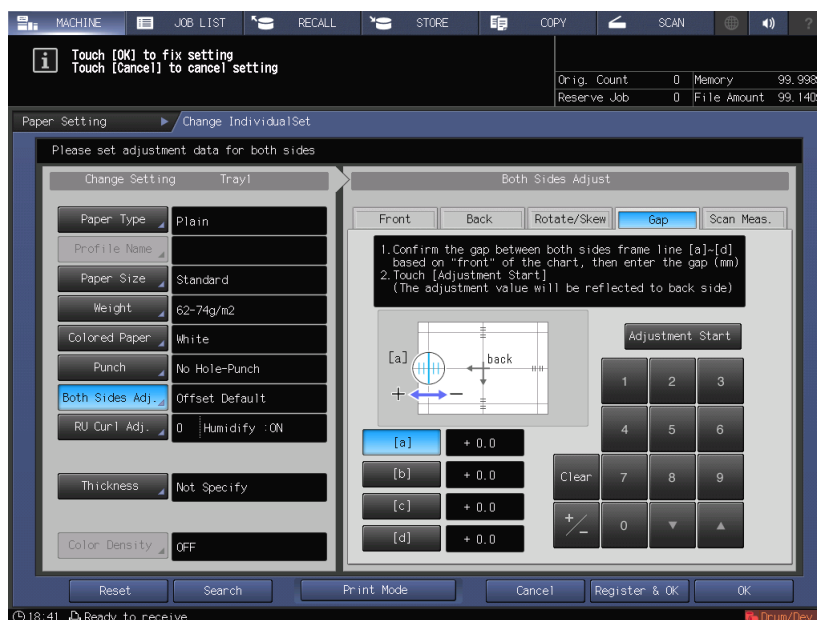 MACHINE JOB LIST RECALL STORE COPY SCAN ?
Touch [OK] to fix setting
Touch [Cancel] to cancel setting
Orig. Count 0 Memory 99.998
Reserve Job 0 File Amount 99.140
Paper Setting Change IndividualSet
Please set adjustment data for both sides
Change Setting Tray1
Paper Type Plain
Profile Name
Paper Size Standard
Weight 62-74g/m2
Colored Paper White
Punch No Hole-Punch
Both Sides Adj. Offset Default
RU Curl Adj. 0 Humidify :ON
Thickness Not Specify
Color Density OFF
Both Sides Adjust
Front Back Rotate/Skew Gap Scan Meas.
1.Confirm the gap between both sides frame line [a]~[d]
based on "front" of the chart, then enter the gap (mm)
2.Touch [Adjustment Start]
(The adjustment value will be reflected to back side)
[a] back
+ −
Adjustment Start
1 2 3
4 5 6
Clear 7 8 9
+/− 0 ▼ ▲
[a] + 0.0
[b] + 0.0
[c] + 0.0
[d] + 0.0
Reset Search Print Mode Cancel Register & OK OK
18:41 Ready to receive Drum/Dev